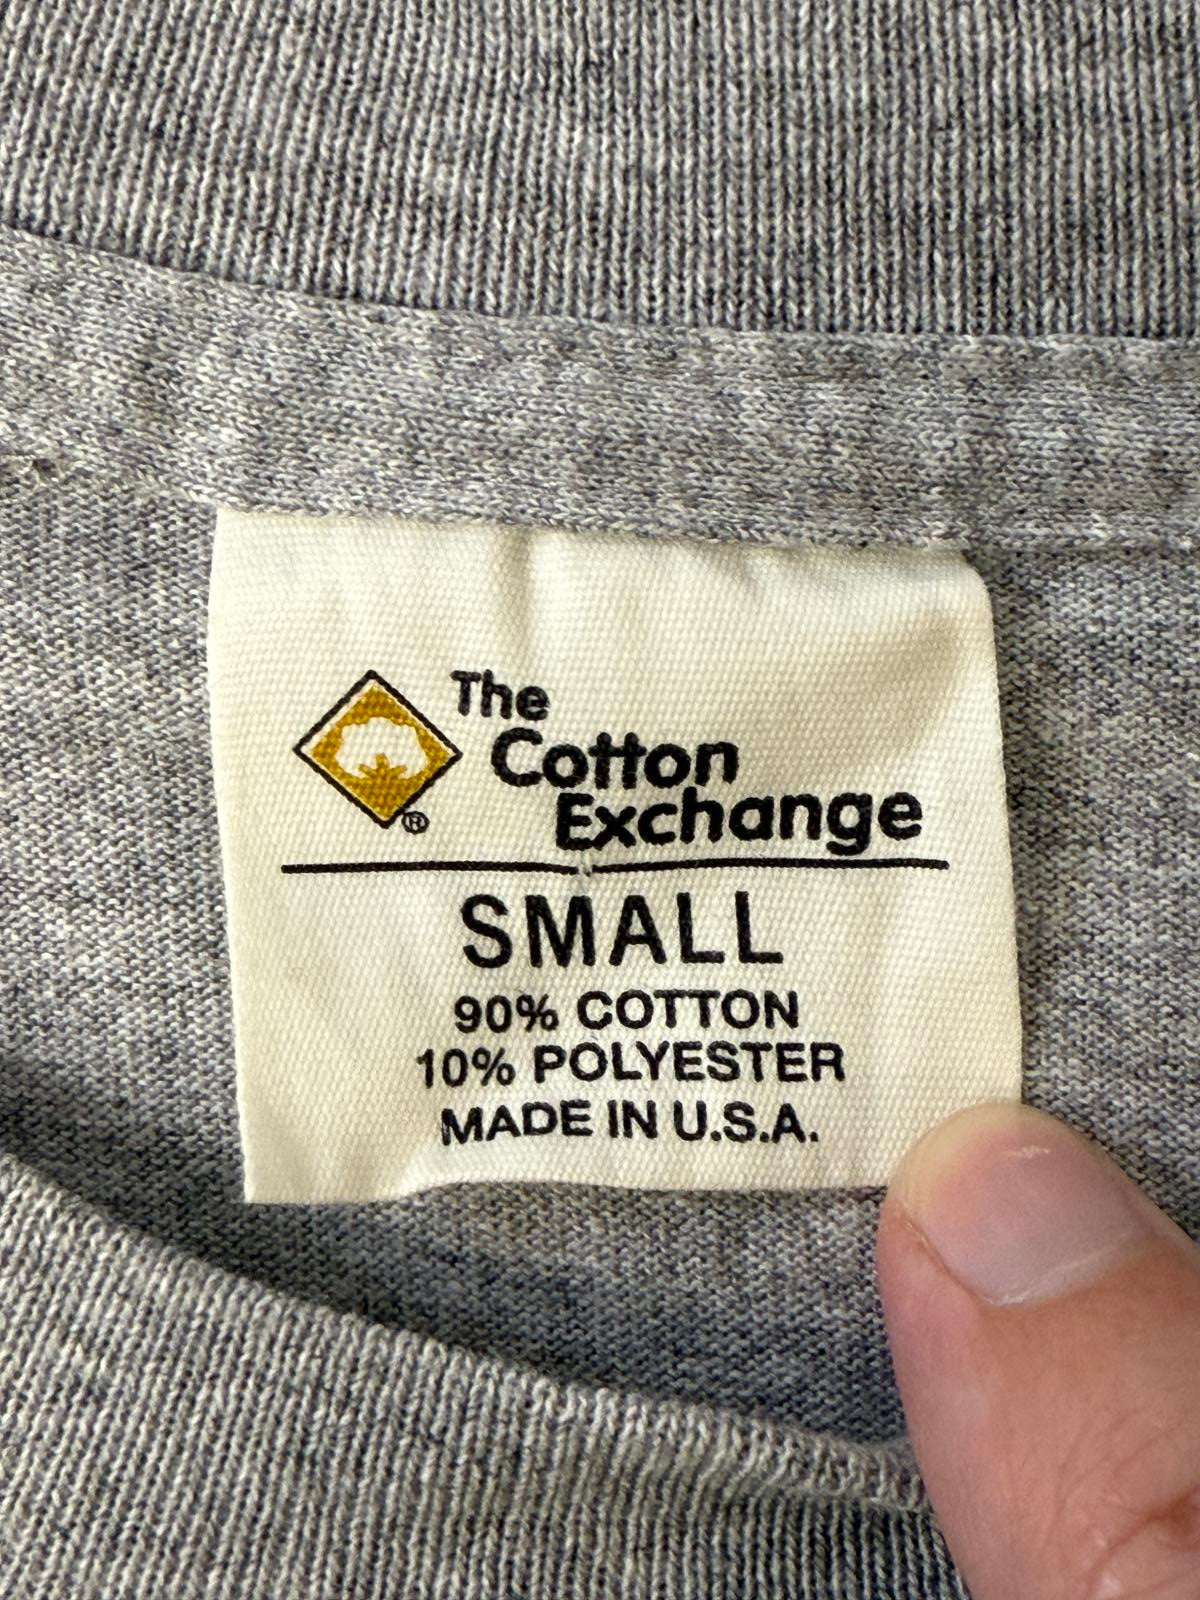 The
Cotton
Exchange
®
SMALL
90% COTTON
10% POLYESTER
MADE IN U.S.A.